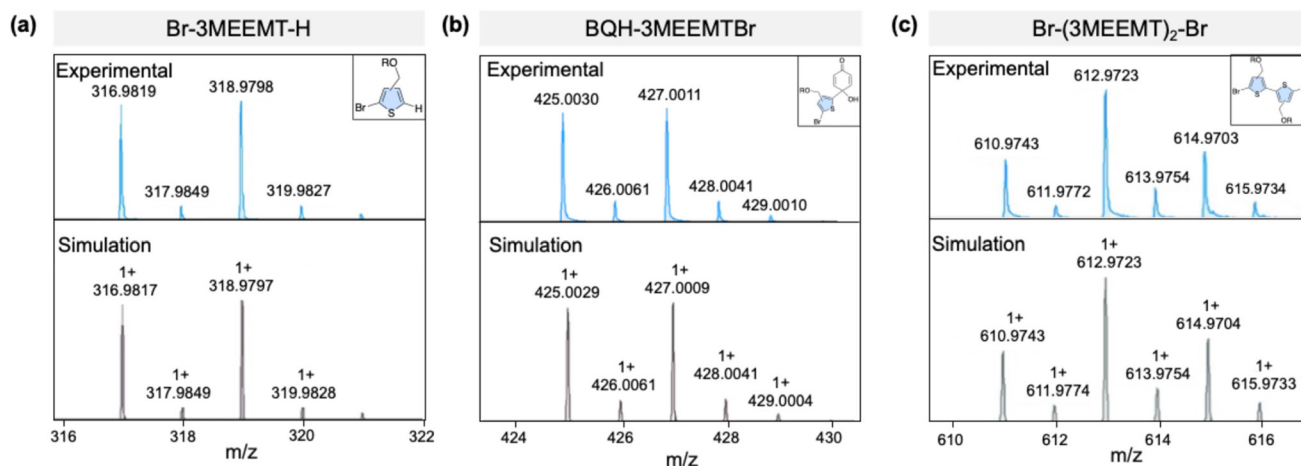 (a) Br-3MEEMT-H
Experimental
316.9819
317.9849
318.9798
319.9827
RO
Br
S
H
Simulation
1+
316.9817
1+
317.9849
1+
318.9797
1+
319.9828
316 318 320 322
m/z
(b) BQH-3MEEMTBr
Experimental
425.0030
426.0061
427.0011
428.0041
429.0010
O
RO
OH
S
Br
Simulation
1+
425.0029
1+
426.0061
1+
427.0009
1+
428.0041
1+
429.0004
424 426 428 430
m/z
(c) Br-(3MEEMT)2-Br
Experimental
610.9743
611.9772
612.9723
613.9754
614.9703
615.9734
RO
Br
S
S
OR
Simulation
1+
610.9743
1+
611.9774
1+
612.9723
1+
613.9754
1+
614.9704
1+
615.9733
610 612 614 616
m/z